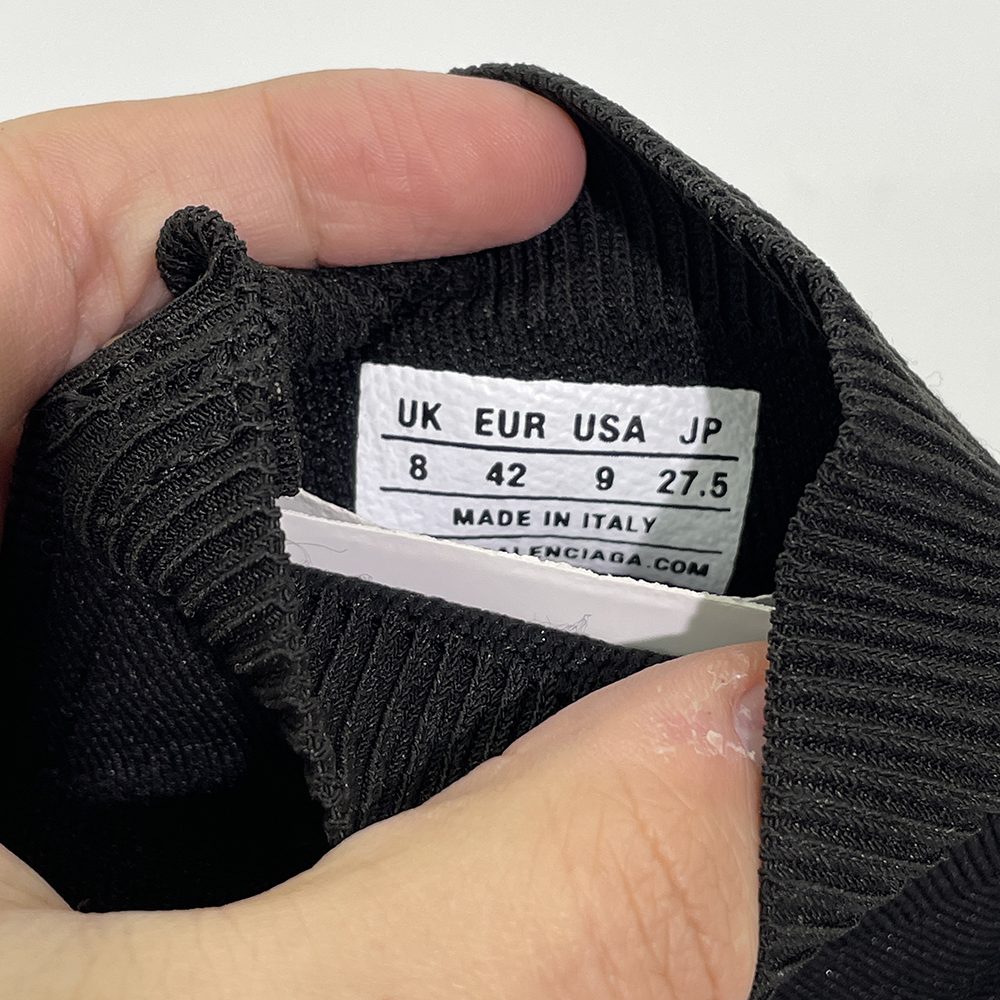 UK EUR USA JP
8 42 9 27.5
MADE IN ITALY
ALENCIAGA.COM